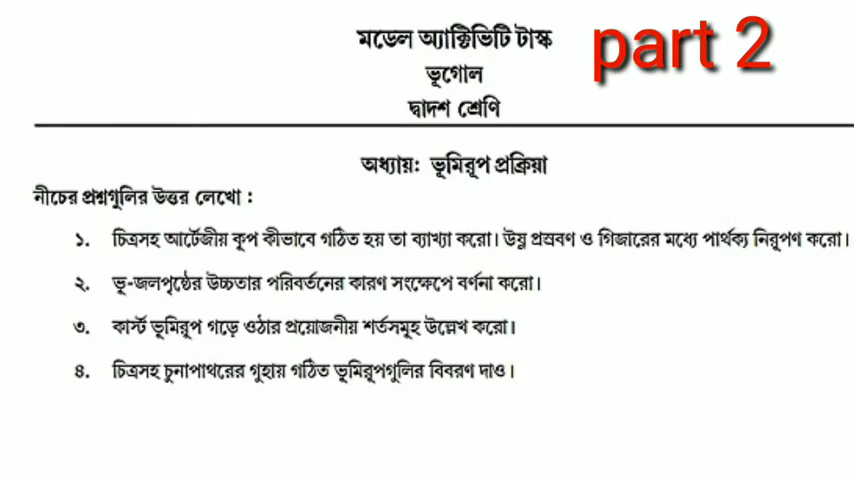 মডেল অ্যাক্টিভিটি টাস্ক part 2
ভূগোল
দ্বাদশ শ্রেণি
অধ্যায়: ভূমিরূপ প্রক্রিয়া
নীচের প্রশ্নগুলির উত্তর লেখো :
১. চিত্রসহ আর্টেজীয় কূপ কীভাবে গঠিত হয় তা ব্যাখ্যা করো। উষ্ণ প্রস্রবণ ও গিজারের মধ্যে পার্থক্য নিরূপণ করো।
২. ভূ-জলপৃষ্ঠের উচ্চতার পরিবর্তনের কারণ সংক্ষেপে বর্ণনা করো।
৩. কার্স্ট ভূমিরূপ গড়ে ওঠার প্রয়োজনীয় শর্তসমূহ উল্লেখ করো।
৪. চিত্রসহ চুনাপাথরের গুহায় গঠিত ভূমিরূপগুলির বিবরণ দাও।